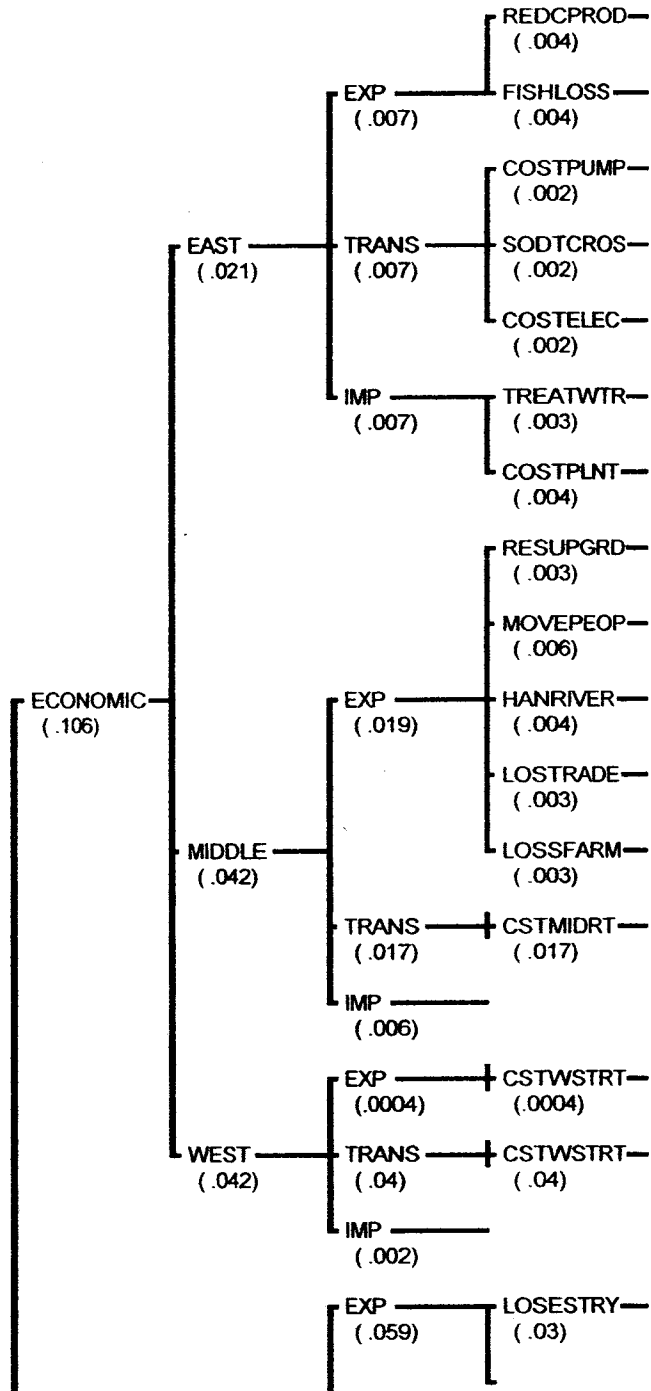 REDCPROD
( .004)
EXP
( .007)
FISHLOSS
( .004)
COSTPUMP
( .002)
EAST
( .021)
TRANS
( .007)
SODTCROS
( .002)
COSTELEC
( .002)
IMP
( .007)
TREATWTR
( .003)
COSTPLNT
( .004)
RESUPGRD
( .003)
MOVEPEOP
( .006)
ECONOMIC
( .106)
EXP
( .019)
HANRIVER
( .004)
LOSTRADE
( .003)
MIDDLE
( .042)
LOSSFARM
( .003)
TRANS
( .017)
CSTMIDRT
( .017)
IMP
( .006)
EXP
( .0004)
CSTWSTRT
( .0004)
WEST
( .042)
TRANS
( .04)
CSTWSTRT
( .04)
IMP
( .002)
EXP
( .059)
LOSESTRY
( .03)